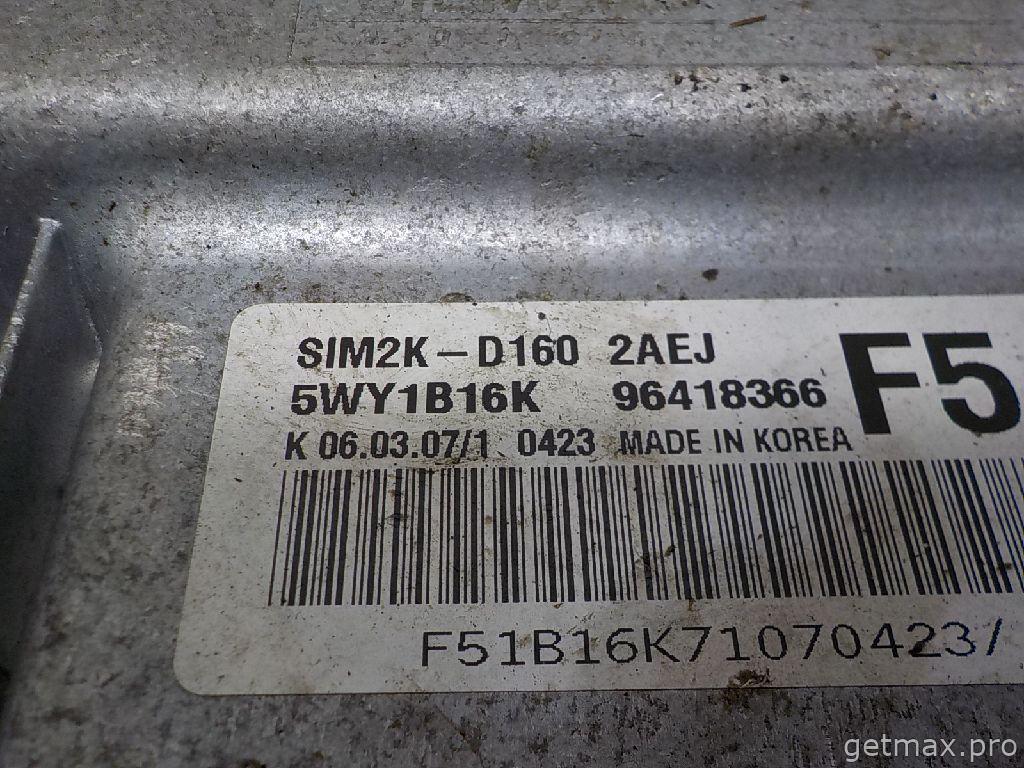 SIM2K-D160 2AEJ
5WY1B16K 96418366 F5
K 06.03.07/1 0423 MADE IN KOREA
F51B16K71070423/
getmax.pro